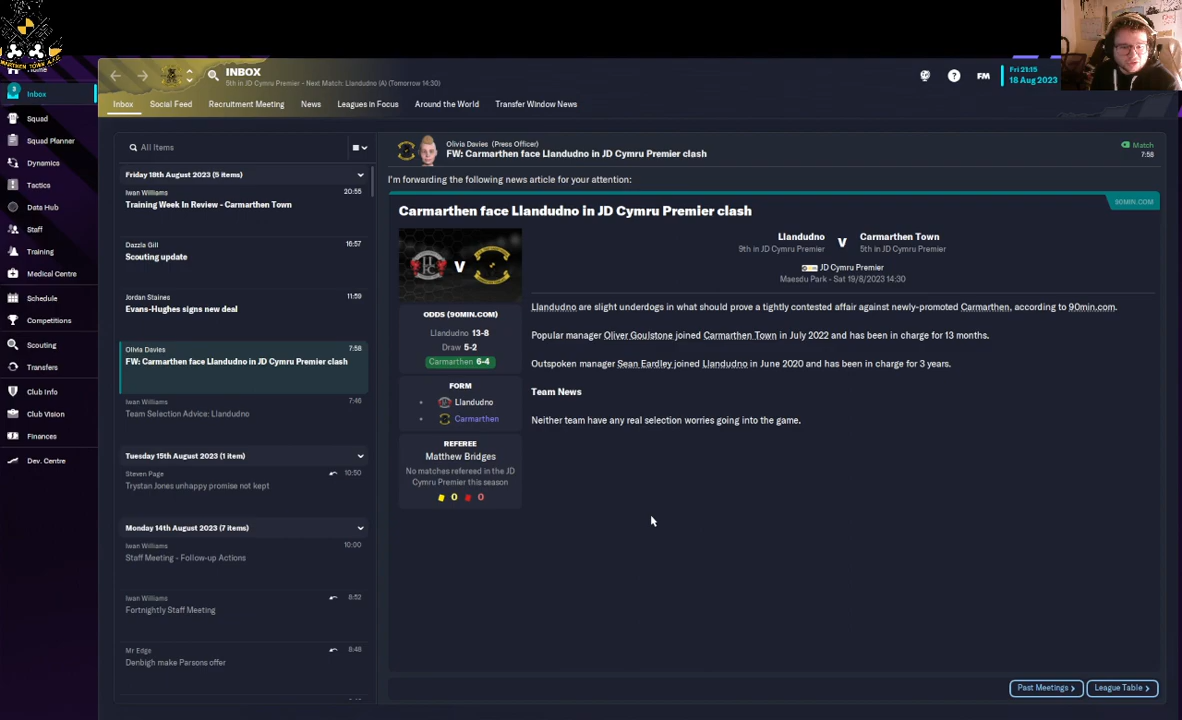 MARTHEN TOWN A.F.C
Home
3
Inbox
Squad
Squad Planner
Dynamics
Tactics
Data Hub
Staff
Training
Medical Centre
Schedule
Competitions
Scouting
Transfers
Club Info
Club Vision
Finances
Dev. Centre
INBOX
5th in JD Cymru Premier - Next Match: Llandudno (A) (Tomorrow 14:30)
FM
Fri 21:15
18 Aug 2023
Inbox
Social Feed
Recruitment Meeting
News
Leagues in Focus
Around the World
Transfer Window News
All Items
Friday 18th August 2023 (5 items)
Iwan Williams 20:55
Training Week In Review - Carmarthen Town
Dazzla Gill 16:57
Scouting update
Jordan Staines 11:59
Evans-Hughes signs new deal
Olivia Davies 7:58
FW: Carmarthen face Llandudno in JD Cymru Premier clash
Iwan Williams 7:46
Team Selection Advice: Llandudno
Tuesday 15th August 2023 (1 item)
Steven Page 10:50
Trystan Jones unhappy promise not kept
Monday 14th August 2023 (7 items)
Iwan Williams 10:00
Staff Meeting - Follow-up Actions
Iwan Williams 8:52
Fortnightly Staff Meeting
Mr Edge 8:48
Denbigh make Parsons offer
Olivia Davies (Press Officer)
FW: Carmarthen face Llandudno in JD Cymru Premier clash
Match
7:58
I'm forwarding the following news article for your attention:
90MIN.COM
Carmarthen face Llandudno in JD Cymru Premier clash
V
Llandudno V Carmarthen Town
9th in JD Cymru Premier 5th in JD Cymru Premier
JD Cymru Premier
Maesdu Park - Sat 19/8/2023 14:30
ODDS (90MIN.COM)
Llandudno 13-8
Draw 5-2
Carmarthen 6-4
FORM
Llandudno
Carmarthen
REFEREE
Matthew Bridges
No matches refereed in the JD
Cymru Premier this season
0 0
Llandudno are slight underdogs in what should prove a tightly contested affair against newly-promoted Carmarthen, according to 90min.com.
Popular manager Oliver Goulstone joined Carmarthen Town in July 2022 and has been in charge for 13 months.
Outspoken manager Sean Eardley joined Llandudno in June 2020 and has been in charge for 3 years.
Team News
Neither team have any real selection worries going into the game.
Past Meetings
League Table